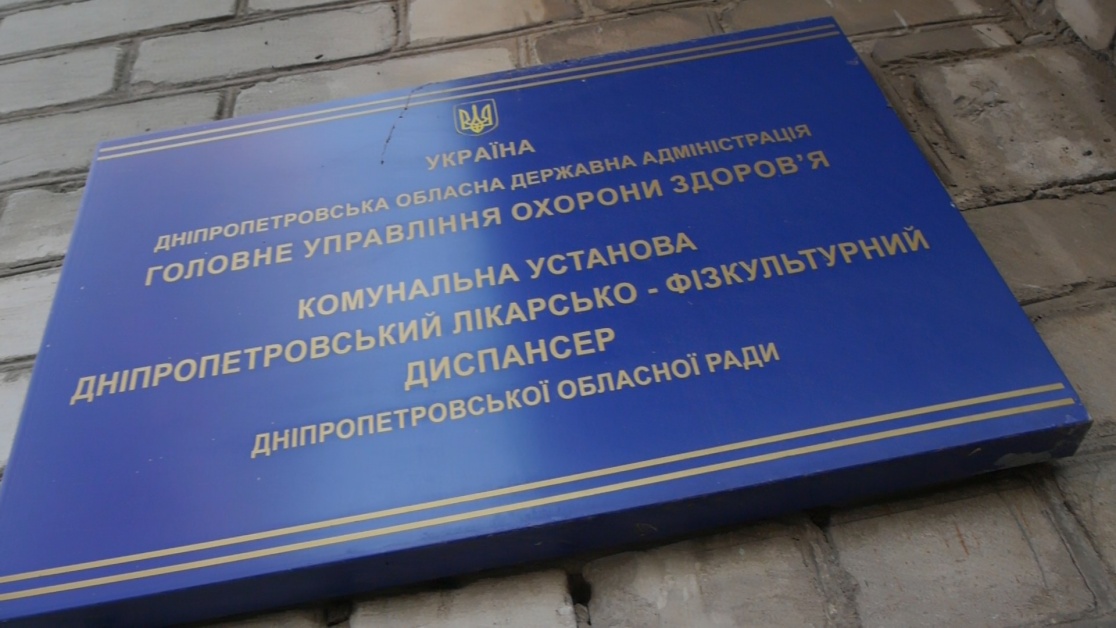 УКРАЇНА
ДНІПРОПЕТРОВСЬКА ОБЛАСНА ДЕРЖАВНА АДМІНІСТРАЦІЯ
ГОЛОВНЕ УПРАВЛІННЯ ОХОРОНИ ЗДОРОВ'Я
КОМУНАЛЬНА УСТАНОВА
ДНІПРОПЕТРОВСЬКИЙ ЛІКАРСЬКО - ФІЗКУЛЬТУРНИЙ
ДИСПАНСЕР
ДНІПРОПЕТРОВСЬКОЇ ОБЛАСНОЇ РАДИ